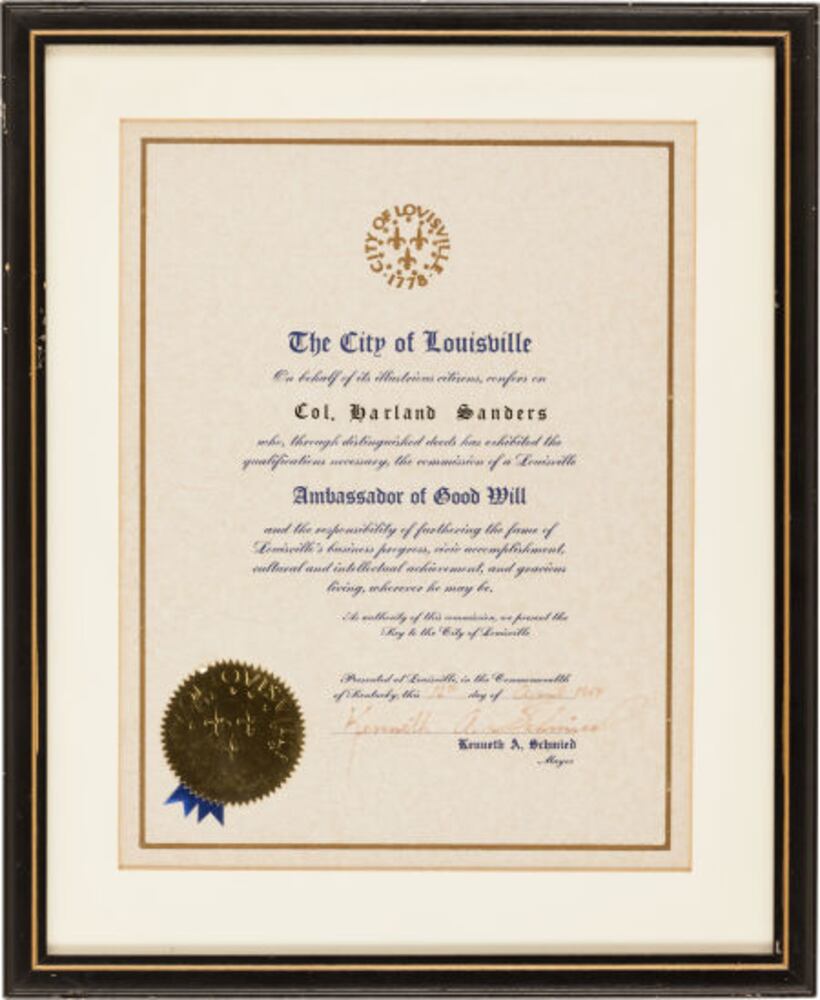 CITY OF LOVISVILLE
1778
The City of Louisville
On behalf of its illustrious citizens, confers on
Col. Harland Sanders
who, through distinguished deeds has exhibited the
qualifications necessary, the commission of a Louisville
Ambassador of Good Will
and the responsibility of furthering the fame of
Louisville's business progress, civic accomplishment,
cultural and intellectual achievement, and gracious
living, wherever he may be.
As authority of this commission, we present the
Key to the City of Louisville
Presented at Louisville, in the Commonwealth
of Kentucky, this day of
Kenneth A. Schmied
Kenneth A. Schmied
Mayor